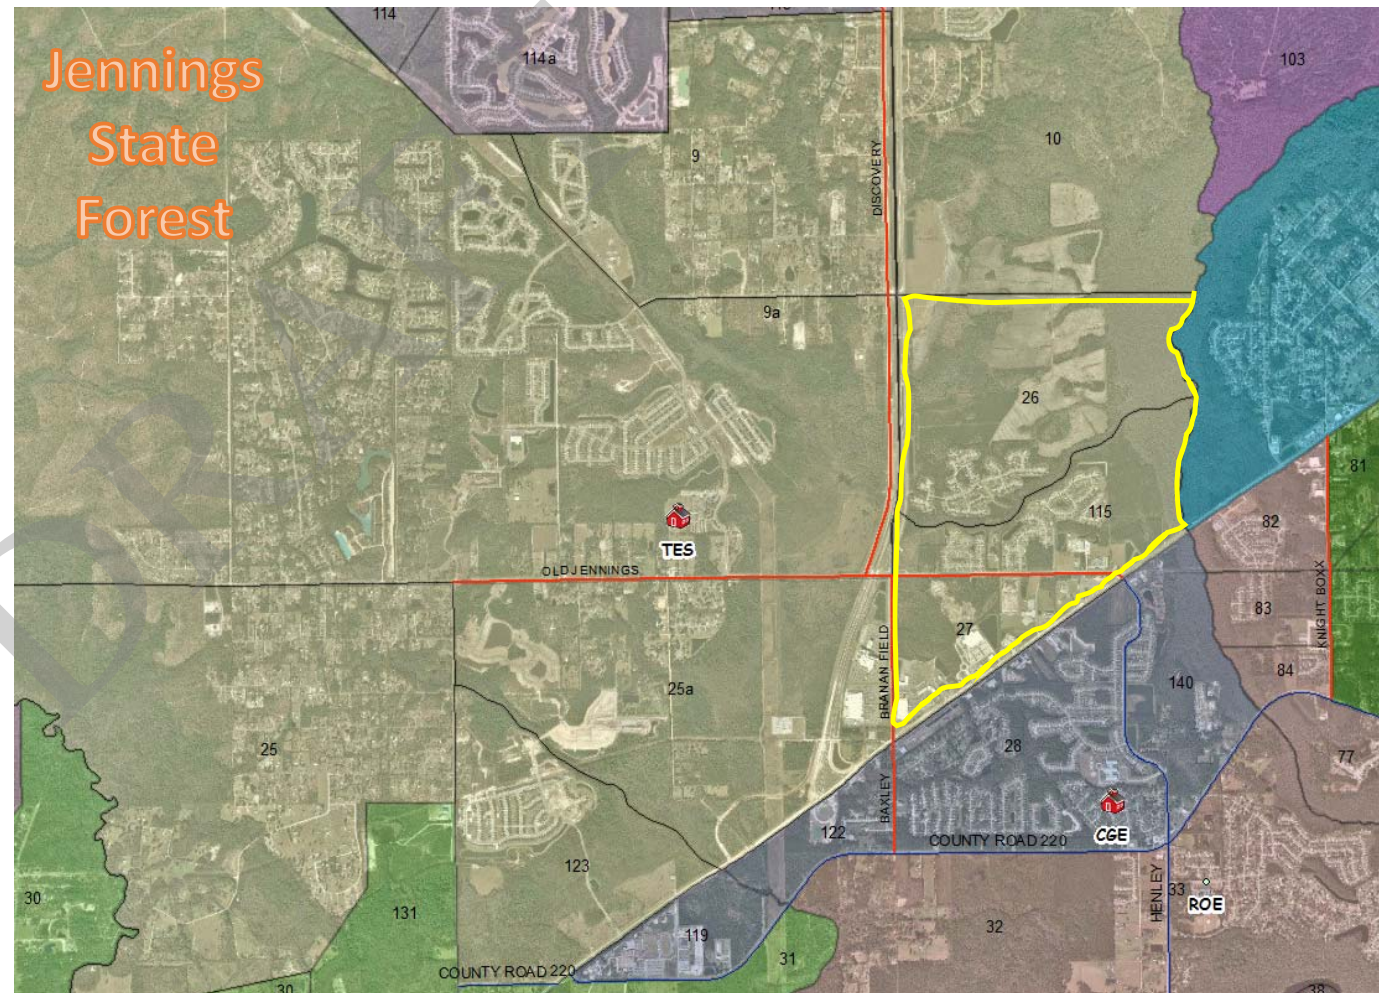 114
114a
103
Jennings
State
Forest
9
10
DISCOVERY
9a
26
81
115
82
TES
OLD JENNINGS
KNIGHT BOXX
83
27
84
BRANAN FIELD
140
25a
25
28
77
BAXLEY
CGE
122
COUNTY ROAD 220
123
HENLEY
33
ROE
30
131
32
119
31
COUNTY ROAD 220
30
38